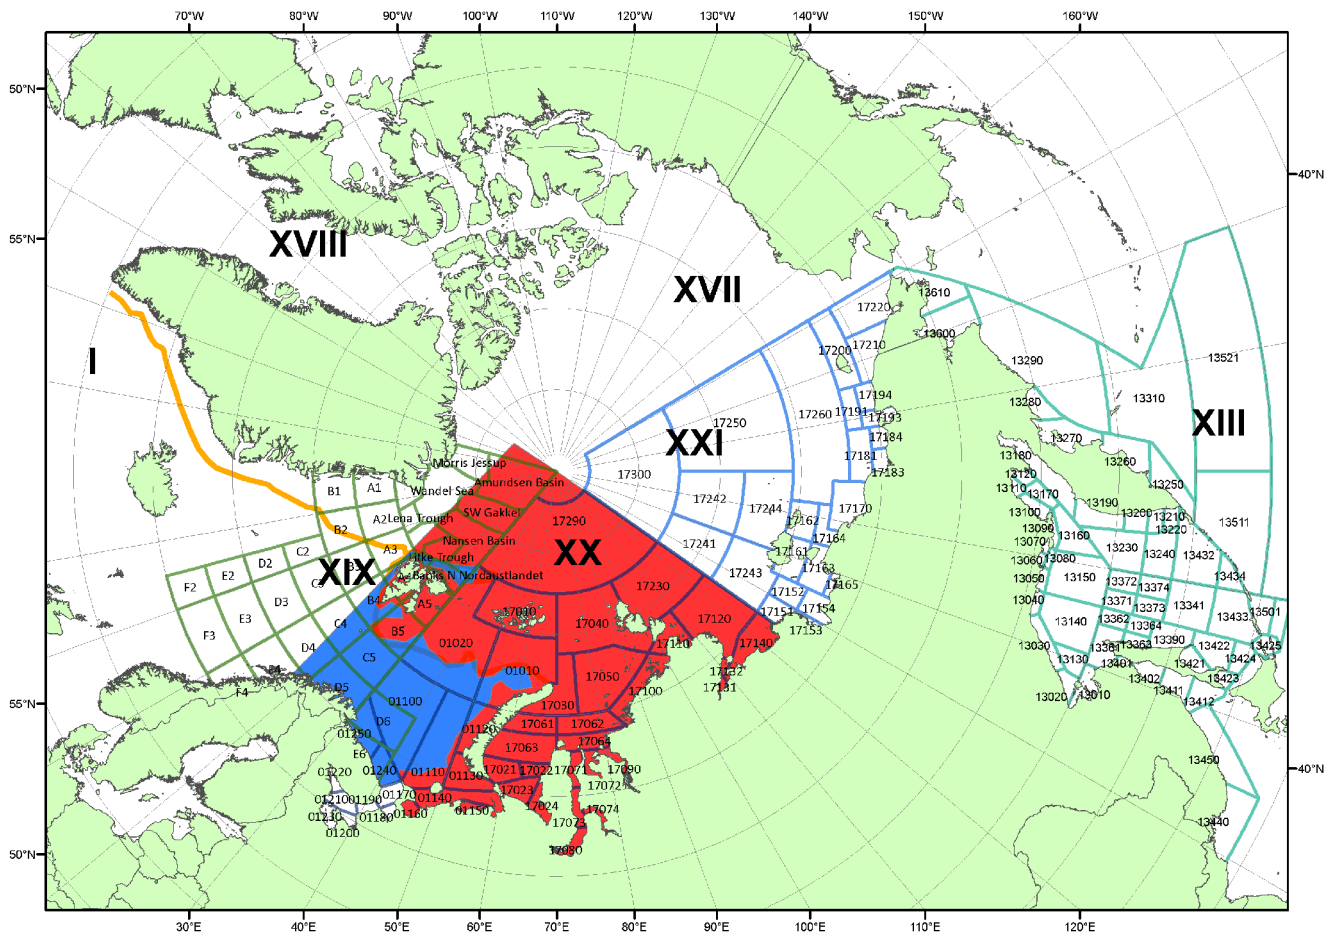 70°W 80°W 90°W 100°W 110°W 120°W 130°W 140°W 150°W 160°W
50°N
55°N
55°N
50°N
40°N
40°N
30°E 40°E 50°E 60°E 70°E 80°E 90°E 100°E 110°E 120°E
I
XVIII
XVII
XIX
XX
XXI
XIII
Morris Jessup
Amundsen Basin
Wandel Sea
Lena Trough
SW Gakkel
Nansen Basin
Litke Trough
Banks N Nordaustlandet
B1
A1
B2
A2
A3
C2
D2
E2
F2
D3
E3
F3
B4
C4
D4
F4
A5
B5
C5
D5
D6
E6
17290
17010
17040
17230
17120
17140
17110
17132
17131
17100
17050
17030
17061
17062
17063
17064
17021
17022
17071
17090
17072
17023
17024
17074
17073
17080
01020
01010
01100
01120
01250
01240
01110
01130
01220
01210
01190
01170
01140
01230
01180
01160
01150
01200
17220
17210
17200
17194
17191
17193
17184
17181
17183
17260
17250
17300
17242
17244
17241
17243
17170
17162
17164
17161
17163
17165
17152
17154
17151
17153
13610
13600
13290
13280
13270
13260
13250
13310
13521
13511
13180
13120
13110
13170
13100
13190
13200
13210
13220
13090
13070
13160
13060
13080
13050
13040
13150
13230
13240
13432
13434
13372
13374
13371
13373
13341
13433
13501
13140
13362
13364
13361
13363
13390
13422
13424
13425
13030
13130
13401
13421
13402
13423
13020
13010
13411
13412
13450
13440